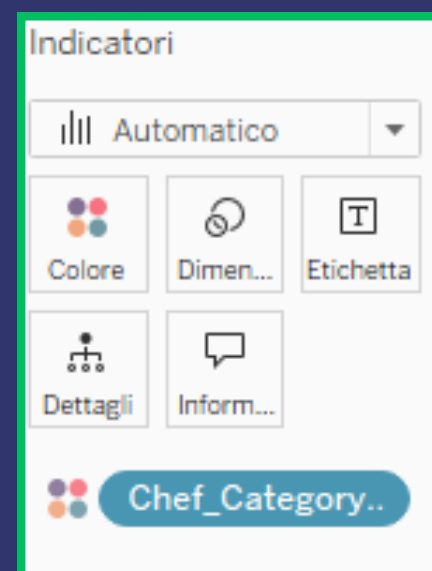 Indicatori
Automatico
Colore
Dimen...
Etichetta
T
Dettagli
Inform...
Chef_Category..